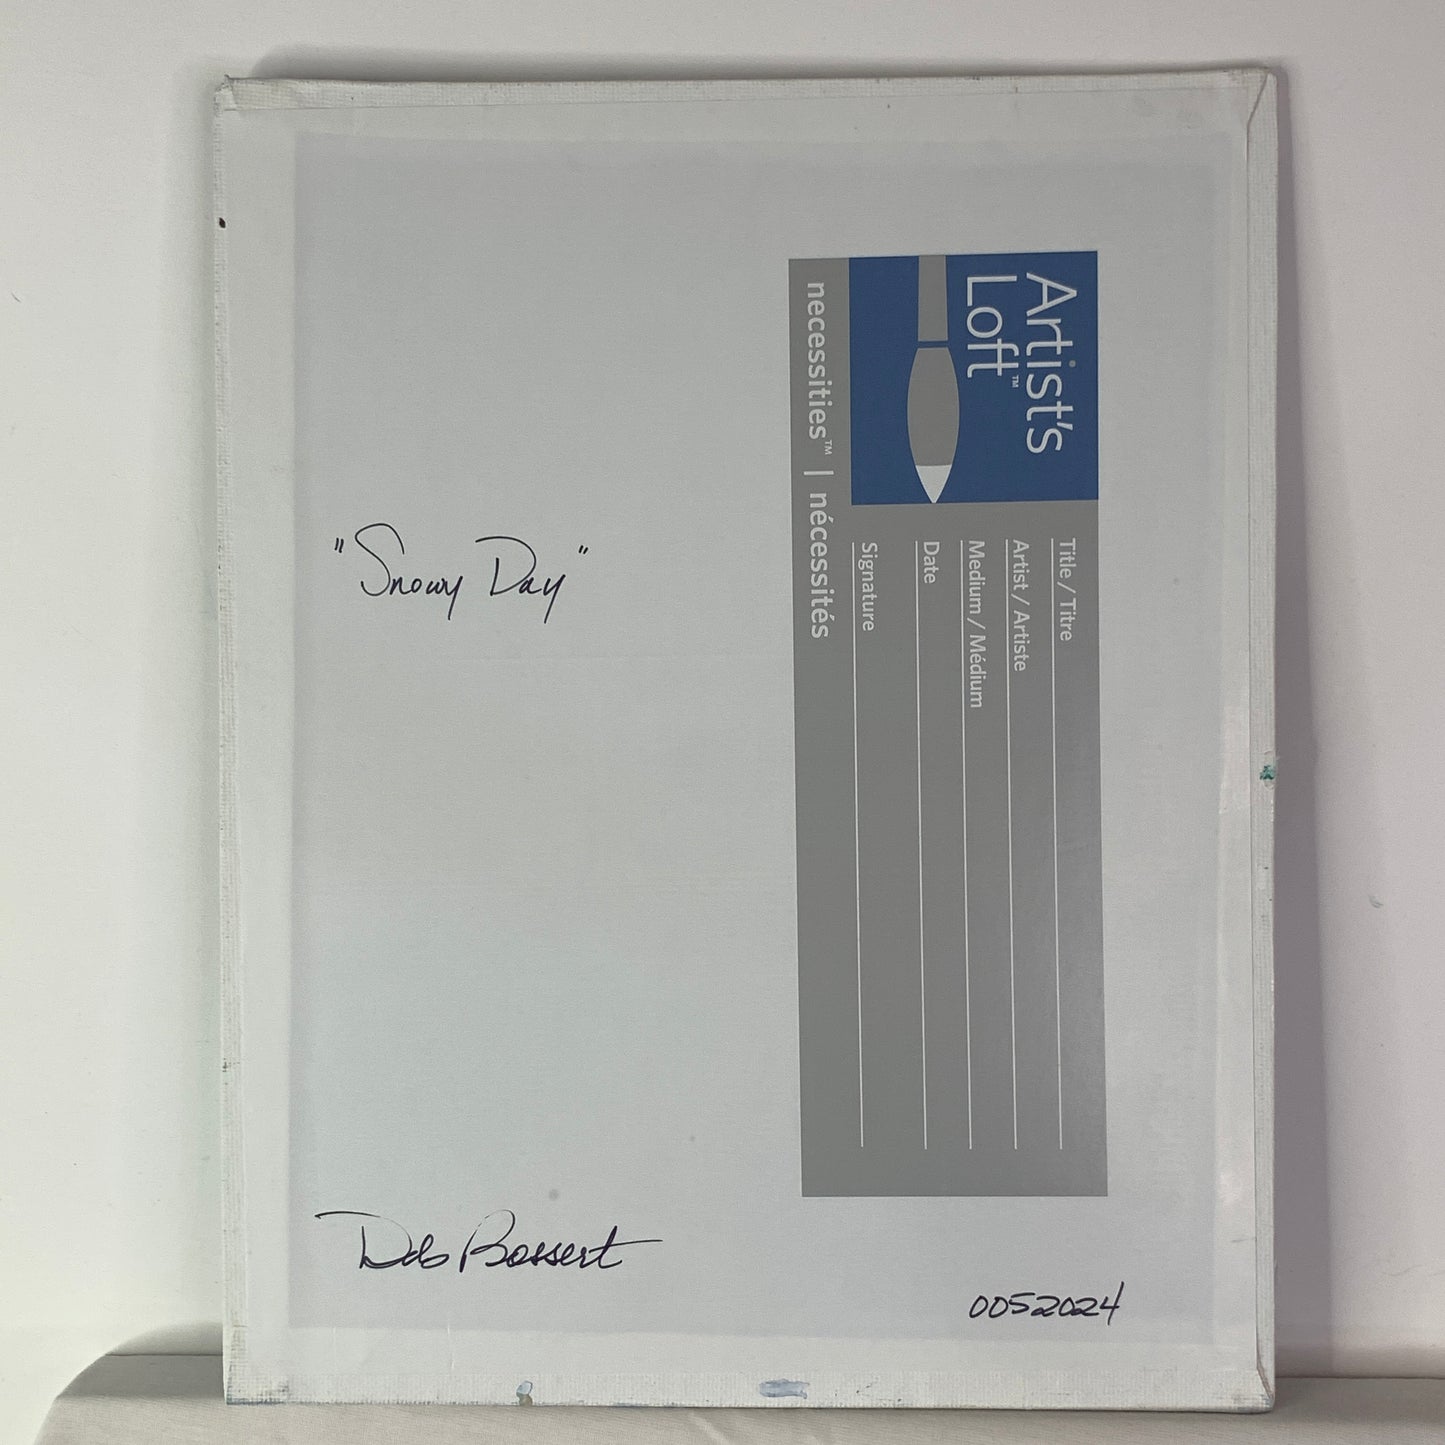 Artist's
Loft™
necessities™ | nécessités
Title / Titre
Artist / Artiste
Medium / Médium
Date
Signature
"Snowy Day"
Deb Bossert
0052024